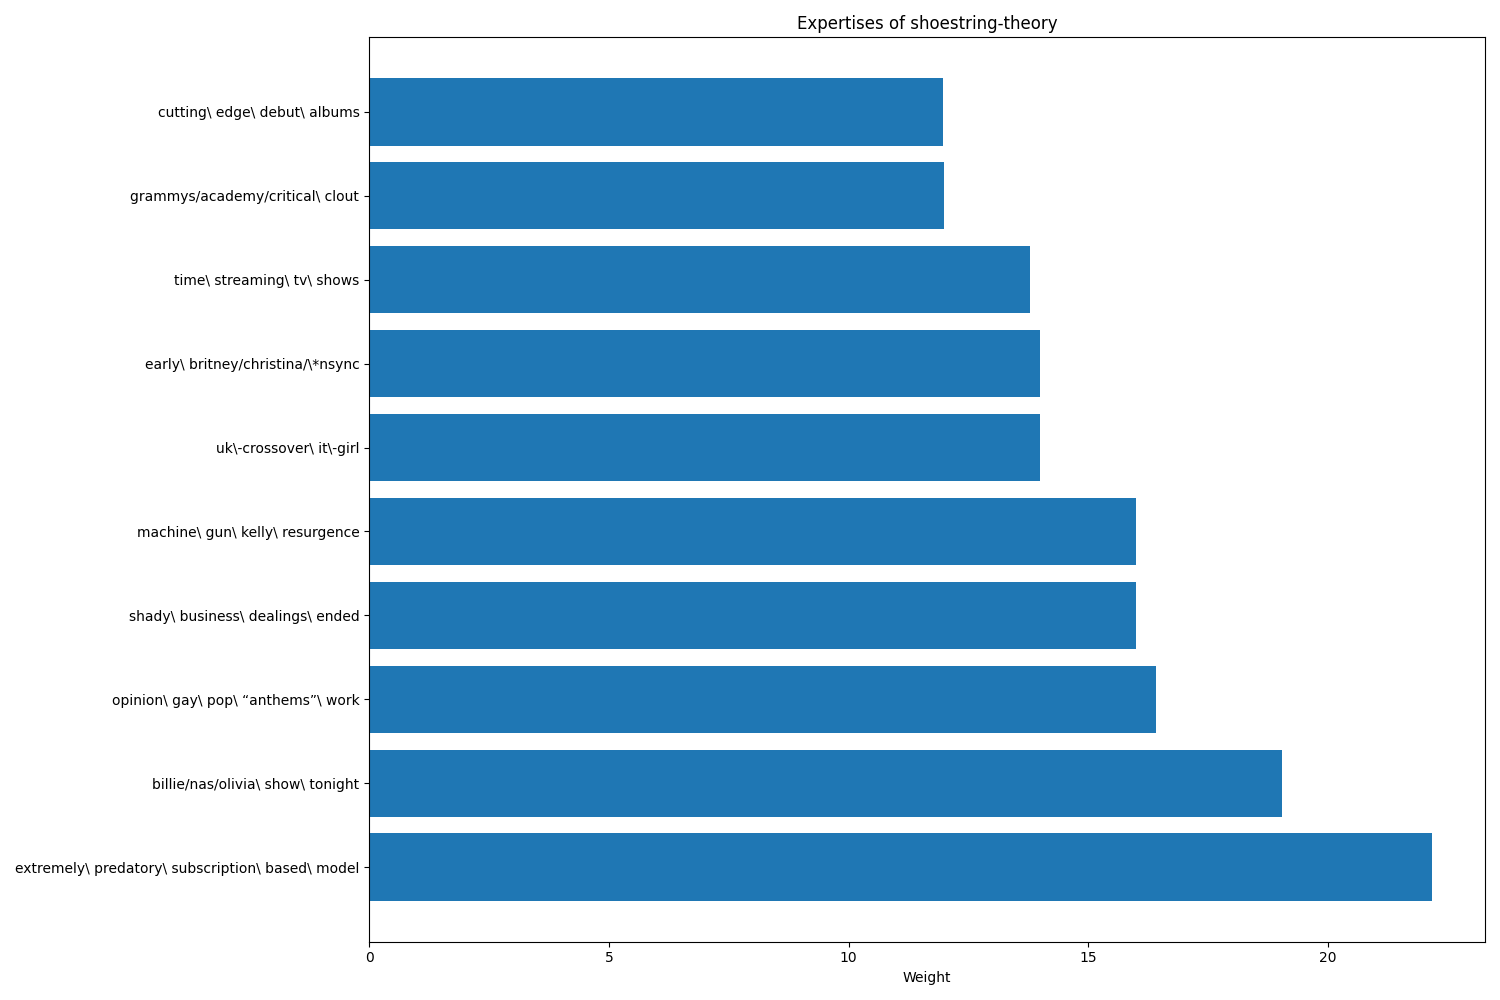 Expertises of shoestring-theory
cutting\ edge\ debut\ albums
grammys/academy/critical\ clout
time\ streaming\ tv\ shows
early\ britney/christina/\*nsync
uk\-crossover\ it\-girl
machine\ gun\ kelly\ resurgence
shady\ business\ dealings\ ended
opinion\ gay\ pop\ “anthems”\ work
billie/nas/olivia\ show\ tonight
extremely\ predatory\ subscription\ based\ model
0 5 10 15 20
Weight